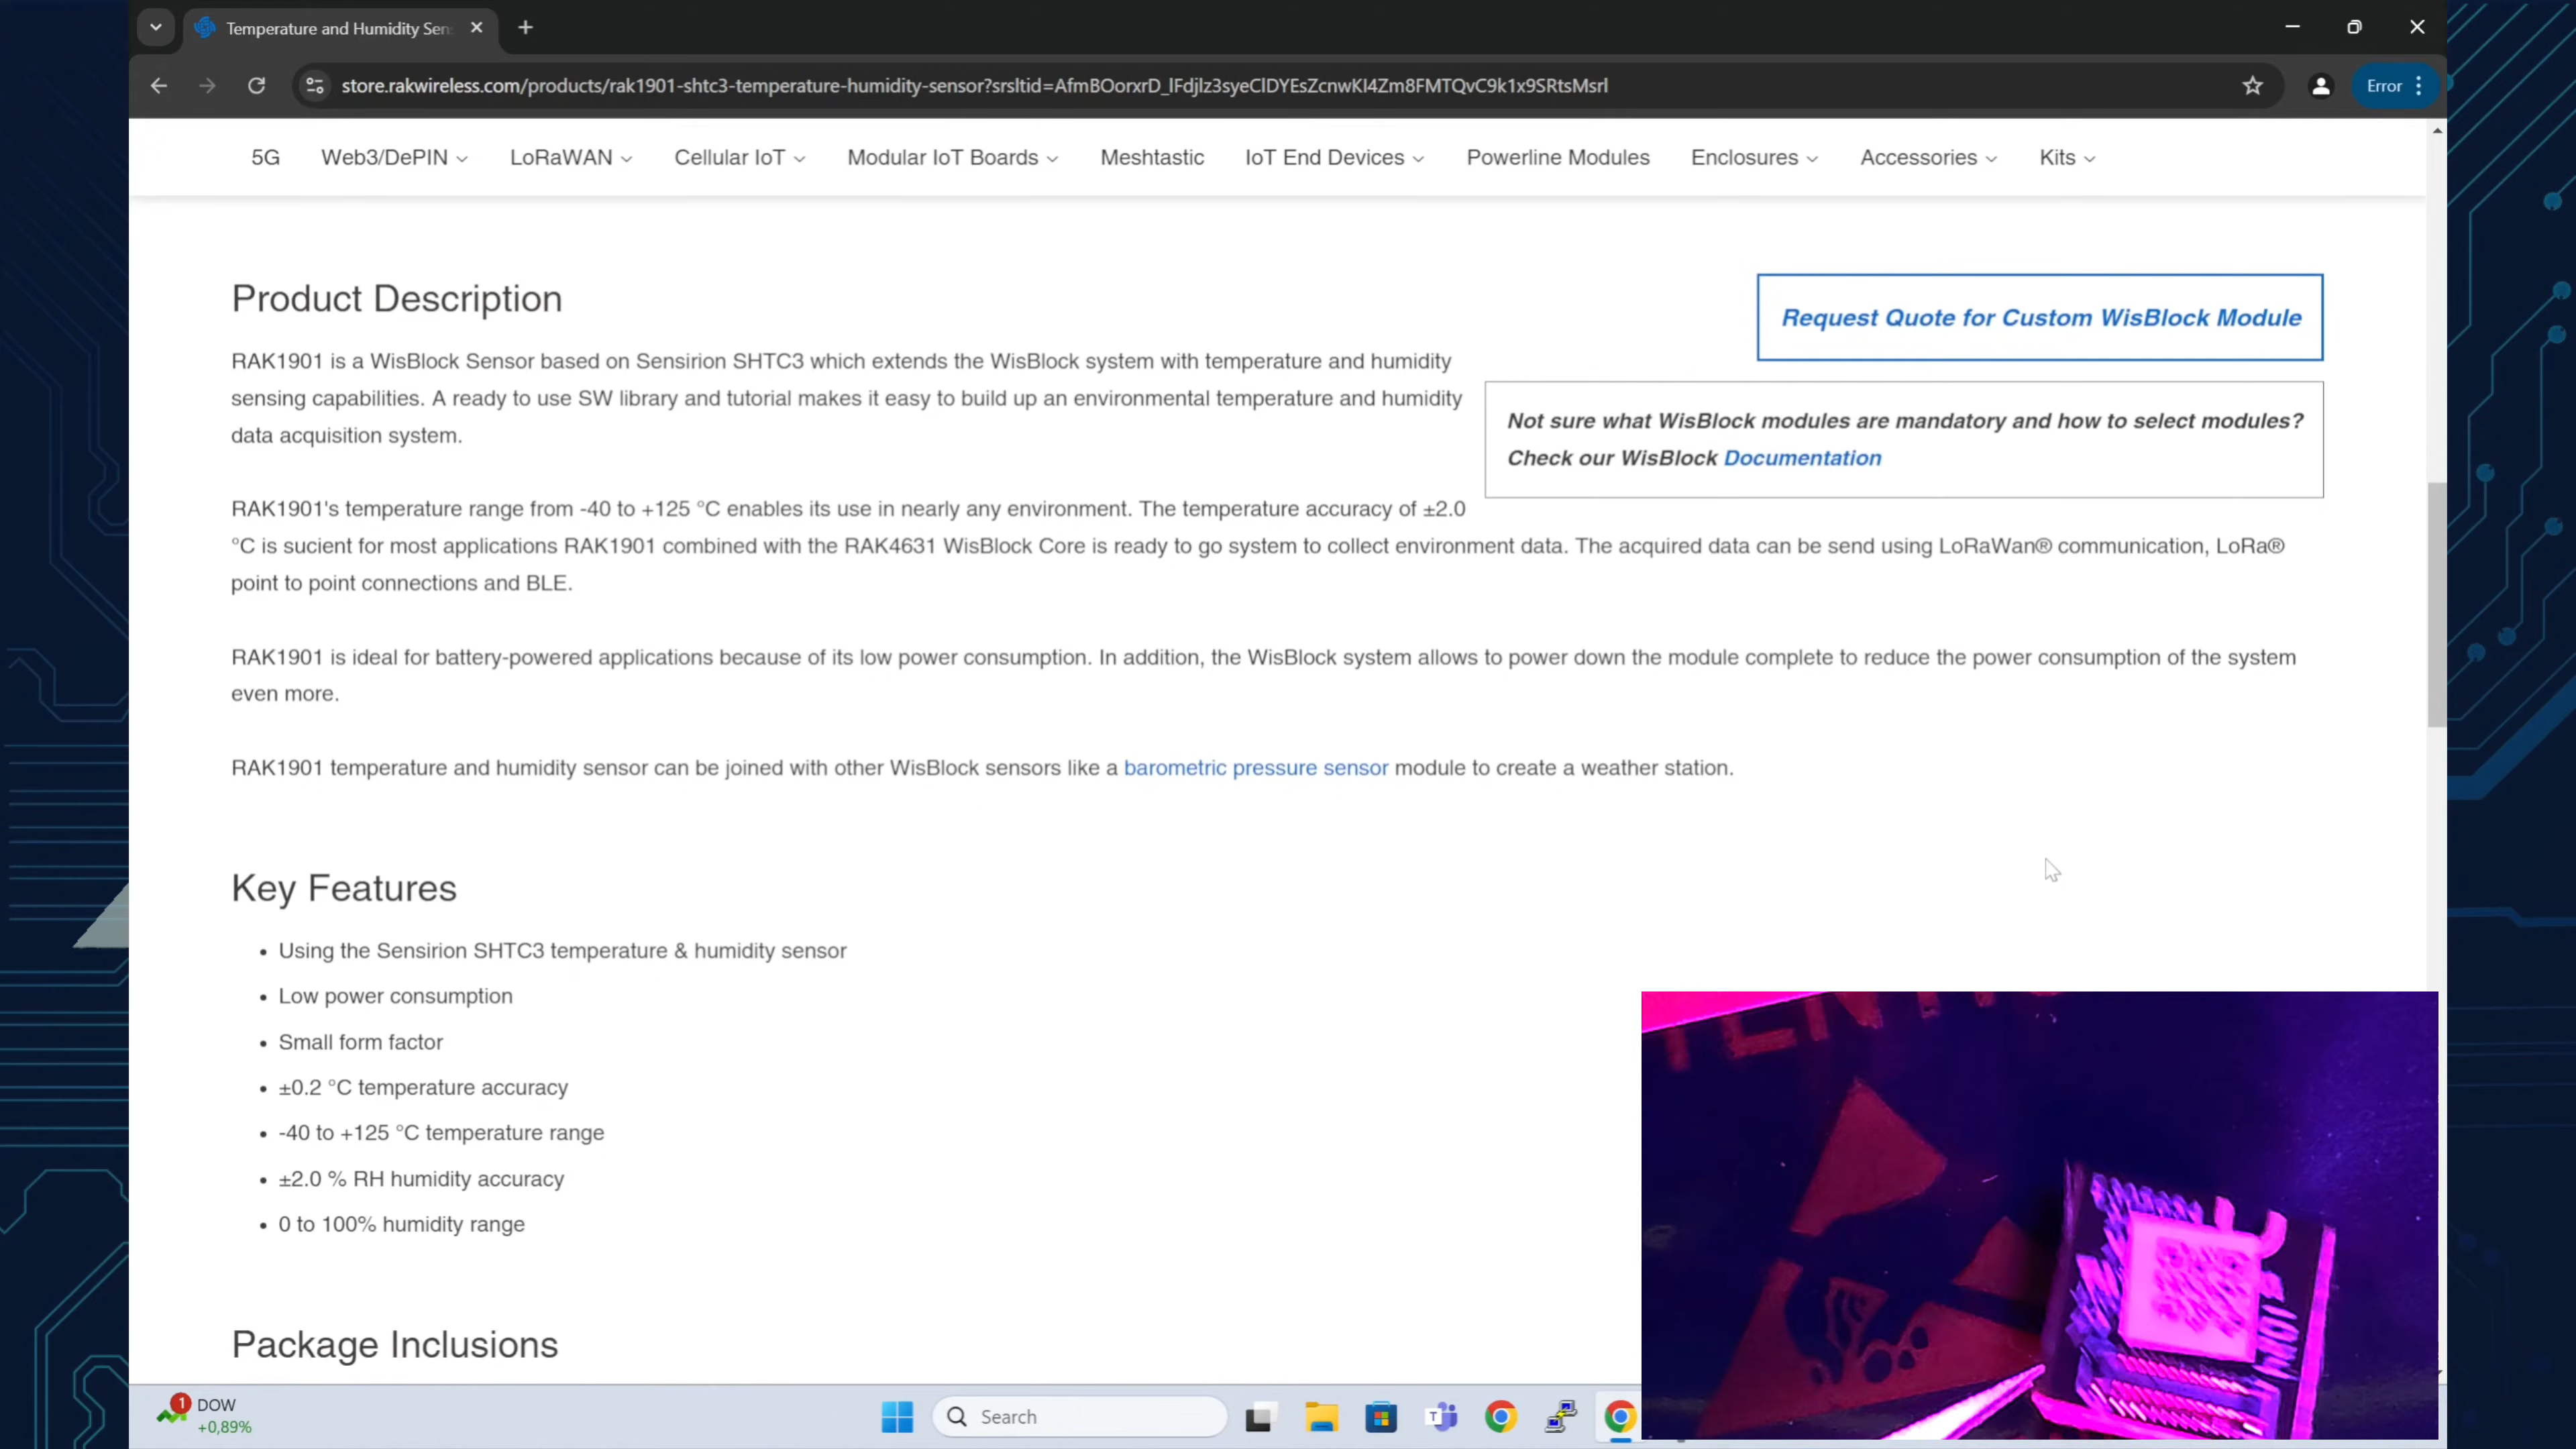 Temperature and Humidity Sen
store.rakwireless.com/products/rak1901-shtc3-temperature-humidity-sensor?srsltid=AfmBOorxrD_lFdjlz3syeClDYEsZcnwKI4Zm8FMTQvC9k1x9SRtsMsrl
Error
5G Web3/DePIN LoRaWAN Cellular IoT Modular IoT Boards Meshtastic IoT End Devices Powerline Modules Enclosures Accessories Kits
Product Description
Request Quote for Custom WisBlock Module
RAK1901 is a WisBlock Sensor based on Sensirion SHTC3 which extends the WisBlock system with temperature and humidity
sensing capabilities. A ready to use SW library and tutorial makes it easy to build up an environmental temperature and humidity
data acquisition system.
Not sure what WisBlock modules are mandatory and how to select modules?
Check our WisBlock Documentation
RAK1901's temperature range from -40 to +125 °C enables its use in nearly any environment. The temperature accuracy of ±2.0
°C is sucient for most applications RAK1901 combined with the RAK4631 WisBlock Core is ready to go system to collect environment data. The acquired data can be send using LoRaWan® communication, LoRa®
point to point connections and BLE.
RAK1901 is ideal for battery-powered applications because of its low power consumption. In addition, the WisBlock system allows to power down the module complete to reduce the power consumption of the system
even more.
RAK1901 temperature and humidity sensor can be joined with other WisBlock sensors like a barometric pressure sensor module to create a weather station.
Key Features
• Using the Sensirion SHTC3 temperature & humidity sensor
• Low power consumption
• Small form factor
• ±0.2 °C temperature accuracy
• -40 to +125 °C temperature range
• ±2.0 % RH humidity accuracy
• 0 to 100% humidity range
Package Inclusions
1
DOW
+0,89%
Search